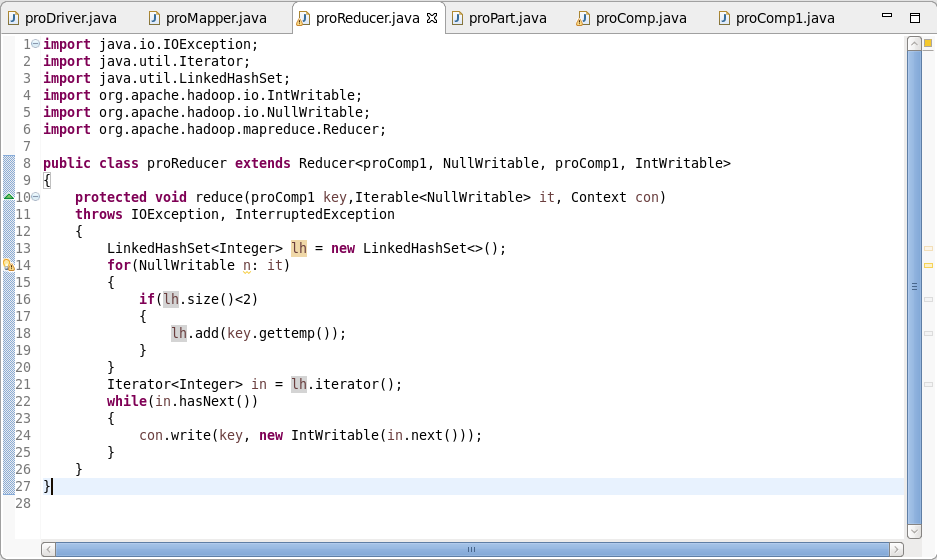 proDriver.java proMapper.java proReducer.java proPart.java proComp.java proComp1.java
1 import java.io.IOException;
2 import java.util.Iterator;
3 import java.util.LinkedHashSet;
4 import org.apache.hadoop.io.IntWritable;
5 import org.apache.hadoop.io.NullWritable;
6 import org.apache.hadoop.mapreduce.Reducer;
7
8 public class proReducer extends Reducer<proComp1, NullWritable, proComp1, IntWritable>
9 {
10     protected void reduce(proComp1 key,Iterable<NullWritable> it, Context con)
11     throws IOException, InterruptedException
12     {
13         LinkedHashSet<Integer> lh = new LinkedHashSet<>();
14         for(NullWritable n: it)
15         {
16             if(lh.size()<2)
17             {
18                 lh.add(key.gettemp());
19             }
20         }
21         Iterator<Integer> in = lh.iterator();
22         while(in.hasNext())
23         {
24             con.write(key, new IntWritable(in.next()));
25         }
26     }
27 }
28